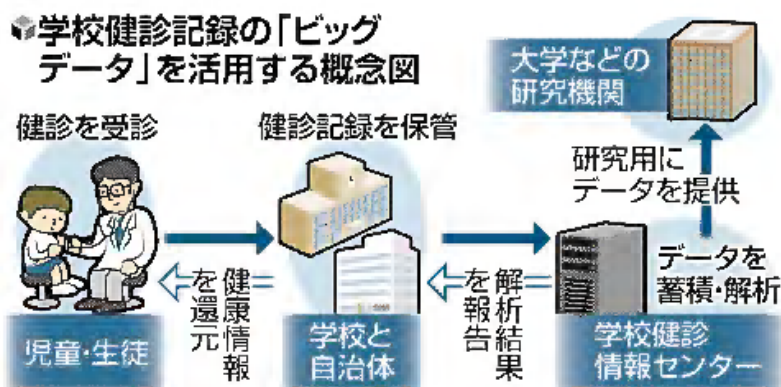 学校健診記録の「ビッグ
データ」を活用する概念図
健診を受診
児童・生徒
健診記録を保管
学校と
自治体
健康情報
を還元
解析結果
を報告
データを
蓄積・解析
学校健診
情報センター
研究用に
データを提供
大学などの
研究機関